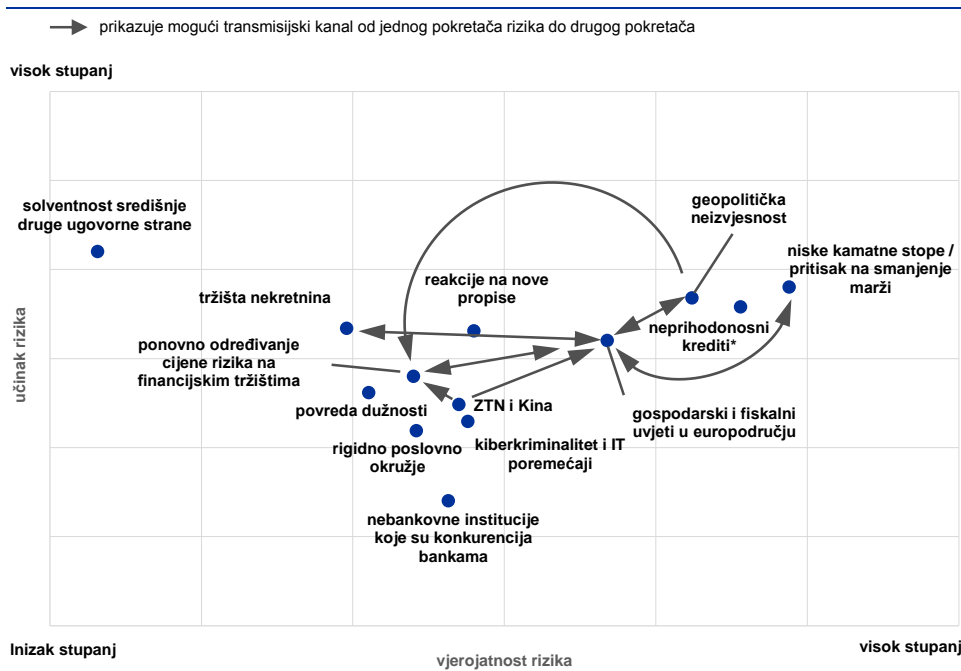 prikazuje mogući transmisijski kanal od jednog pokretača rizika do drugog pokretača
visok stupanj
solventnost središnje
druge ugovorne strane
geopolitička
neizvjesnost
niske kamatne stope /
pritisak na smanjenje
marži
reakcije na nove
propise
tržišta nekretnina
neprihodonosni
krediti*
ponovno određivanje
cijene rizika na
financijskim tržištima
učinak rizika
povreda dužnosti
ZTN i Kina
gospodarski i fiskalni
uvjeti u europodručju
rigidno poslovno
okružje
kiberkriminalitet i IT
poremećaji
nebankovne institucije
koje su konkurencija
bankama
lnizak stupanj
vjerojatnost rizika
visok stupanj